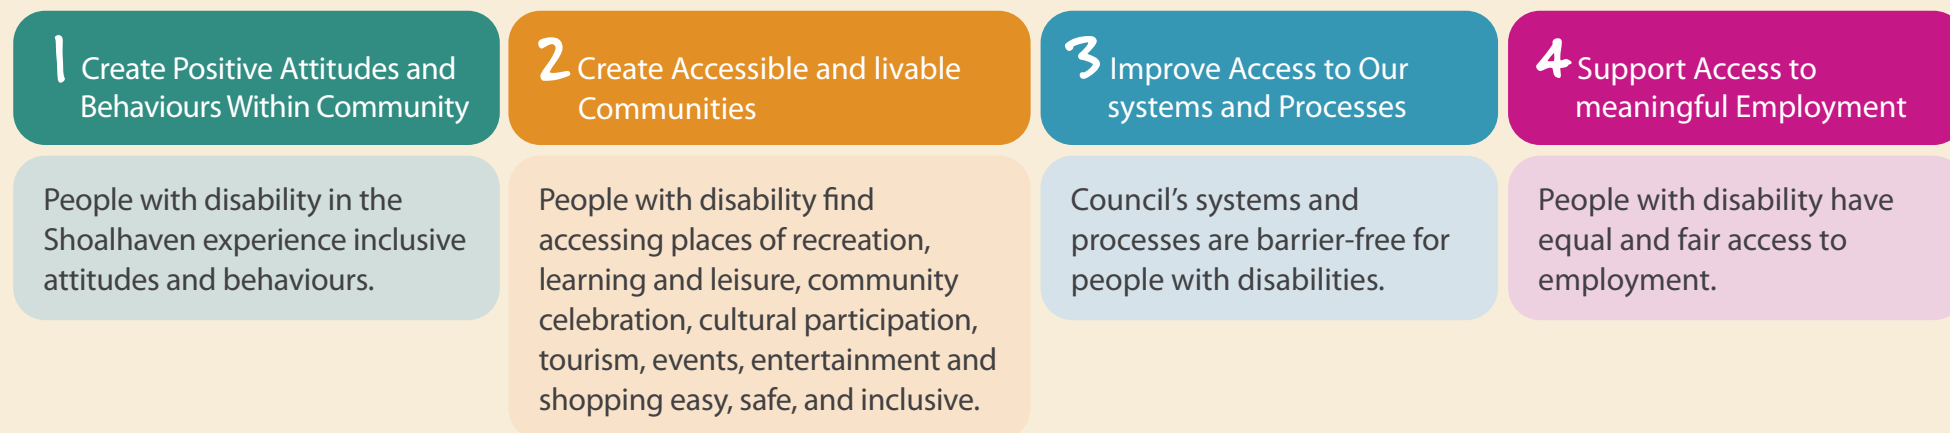 1 Create Positive Attitudes and
Behaviours Within Community
People with disability in the
Shoalhaven experience inclusive
attitudes and behaviours.
2 Create Accessible and livable
Communities
People with disability find
accessing places of recreation,
learning and leisure, community
celebration, cultural participation,
tourism, events, entertainment and
shopping easy, safe, and inclusive.
3 Improve Access to Our
systems and Processes
Council’s systems and
processes are barrier-free for
people with disabilities.
4 Support Access to
meaningful Employment
People with disability have
equal and fair access to
employment.